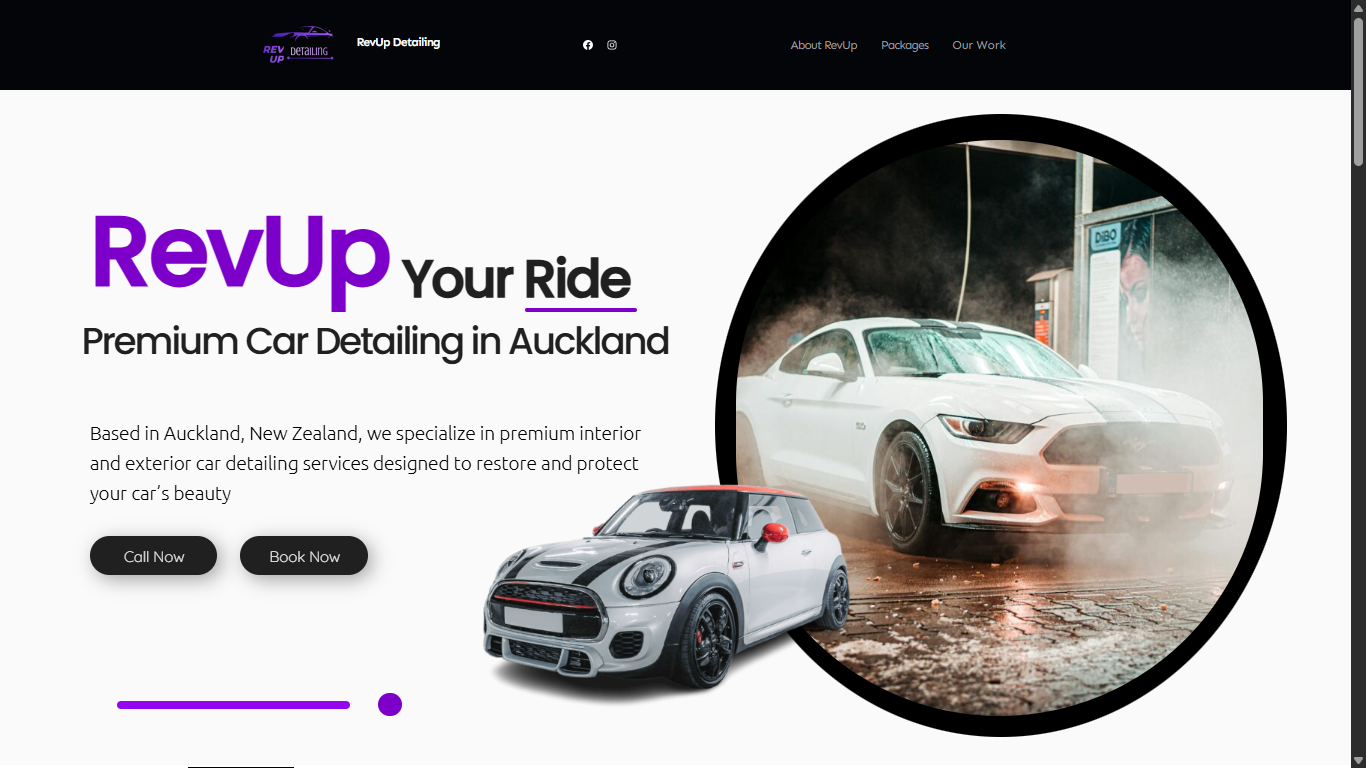 REV
UP
DETAILING
RevUp Detailing
About RevUp
Packages
Our Work
RevUp Your Ride
Premium Car Detailing in Auckland
Based in Auckland, New Zealand, we specialize in premium interior
and exterior car detailing services designed to restore and protect
your car’s beauty
Call Now
Book Now
DiBO
5.0